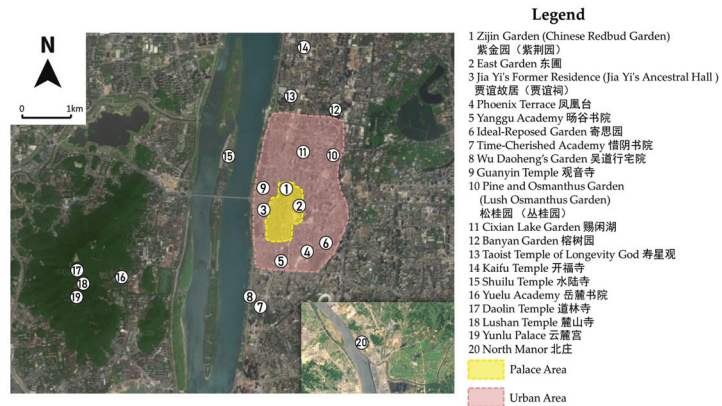 Legend
N
0 1km
1 Zijin Garden (Chinese Redbud Garden)
紫金园（紫荆园）
2 East Garden 东圃
3 Jia Yi's Former Residence (Jia Yi's Ancestral Hall )
贾谊故居（贾谊祠）
4 Phoenix Terrace 凤凰台
5 Yanggu Academy 旸谷书院
6 Ideal-Reposed Garden 寄思园
7 Time-Cherished Academy 惜阴书院
8 Wu Daoheng's Garden 吴道行宅院
9 Guanyin Temple 观音寺
10 Pine and Osmanthus Garden
(Lush Osmanthus Garden)
松桂园 （丛桂园）
11 Cixian Lake Garden 赐闲湖
12 Banyan Garden 榕树园
13 Taoist Temple of Longevity God 寿星观
14 Kaifu Temple 开福寺
15 Shuilu Temple 水陆寺
16 Yuelu Academy 岳麓书院
17 Daolin Temple 道林寺
18 Lushan Temple 麓山寺
19 Yunlu Palace 云麓宫
20 North Manor 北庄
Palace Area
Urban Area
14
13
12
11
10
15
9
1
3
2
6
4
5
17
16
18
19
8
7
20